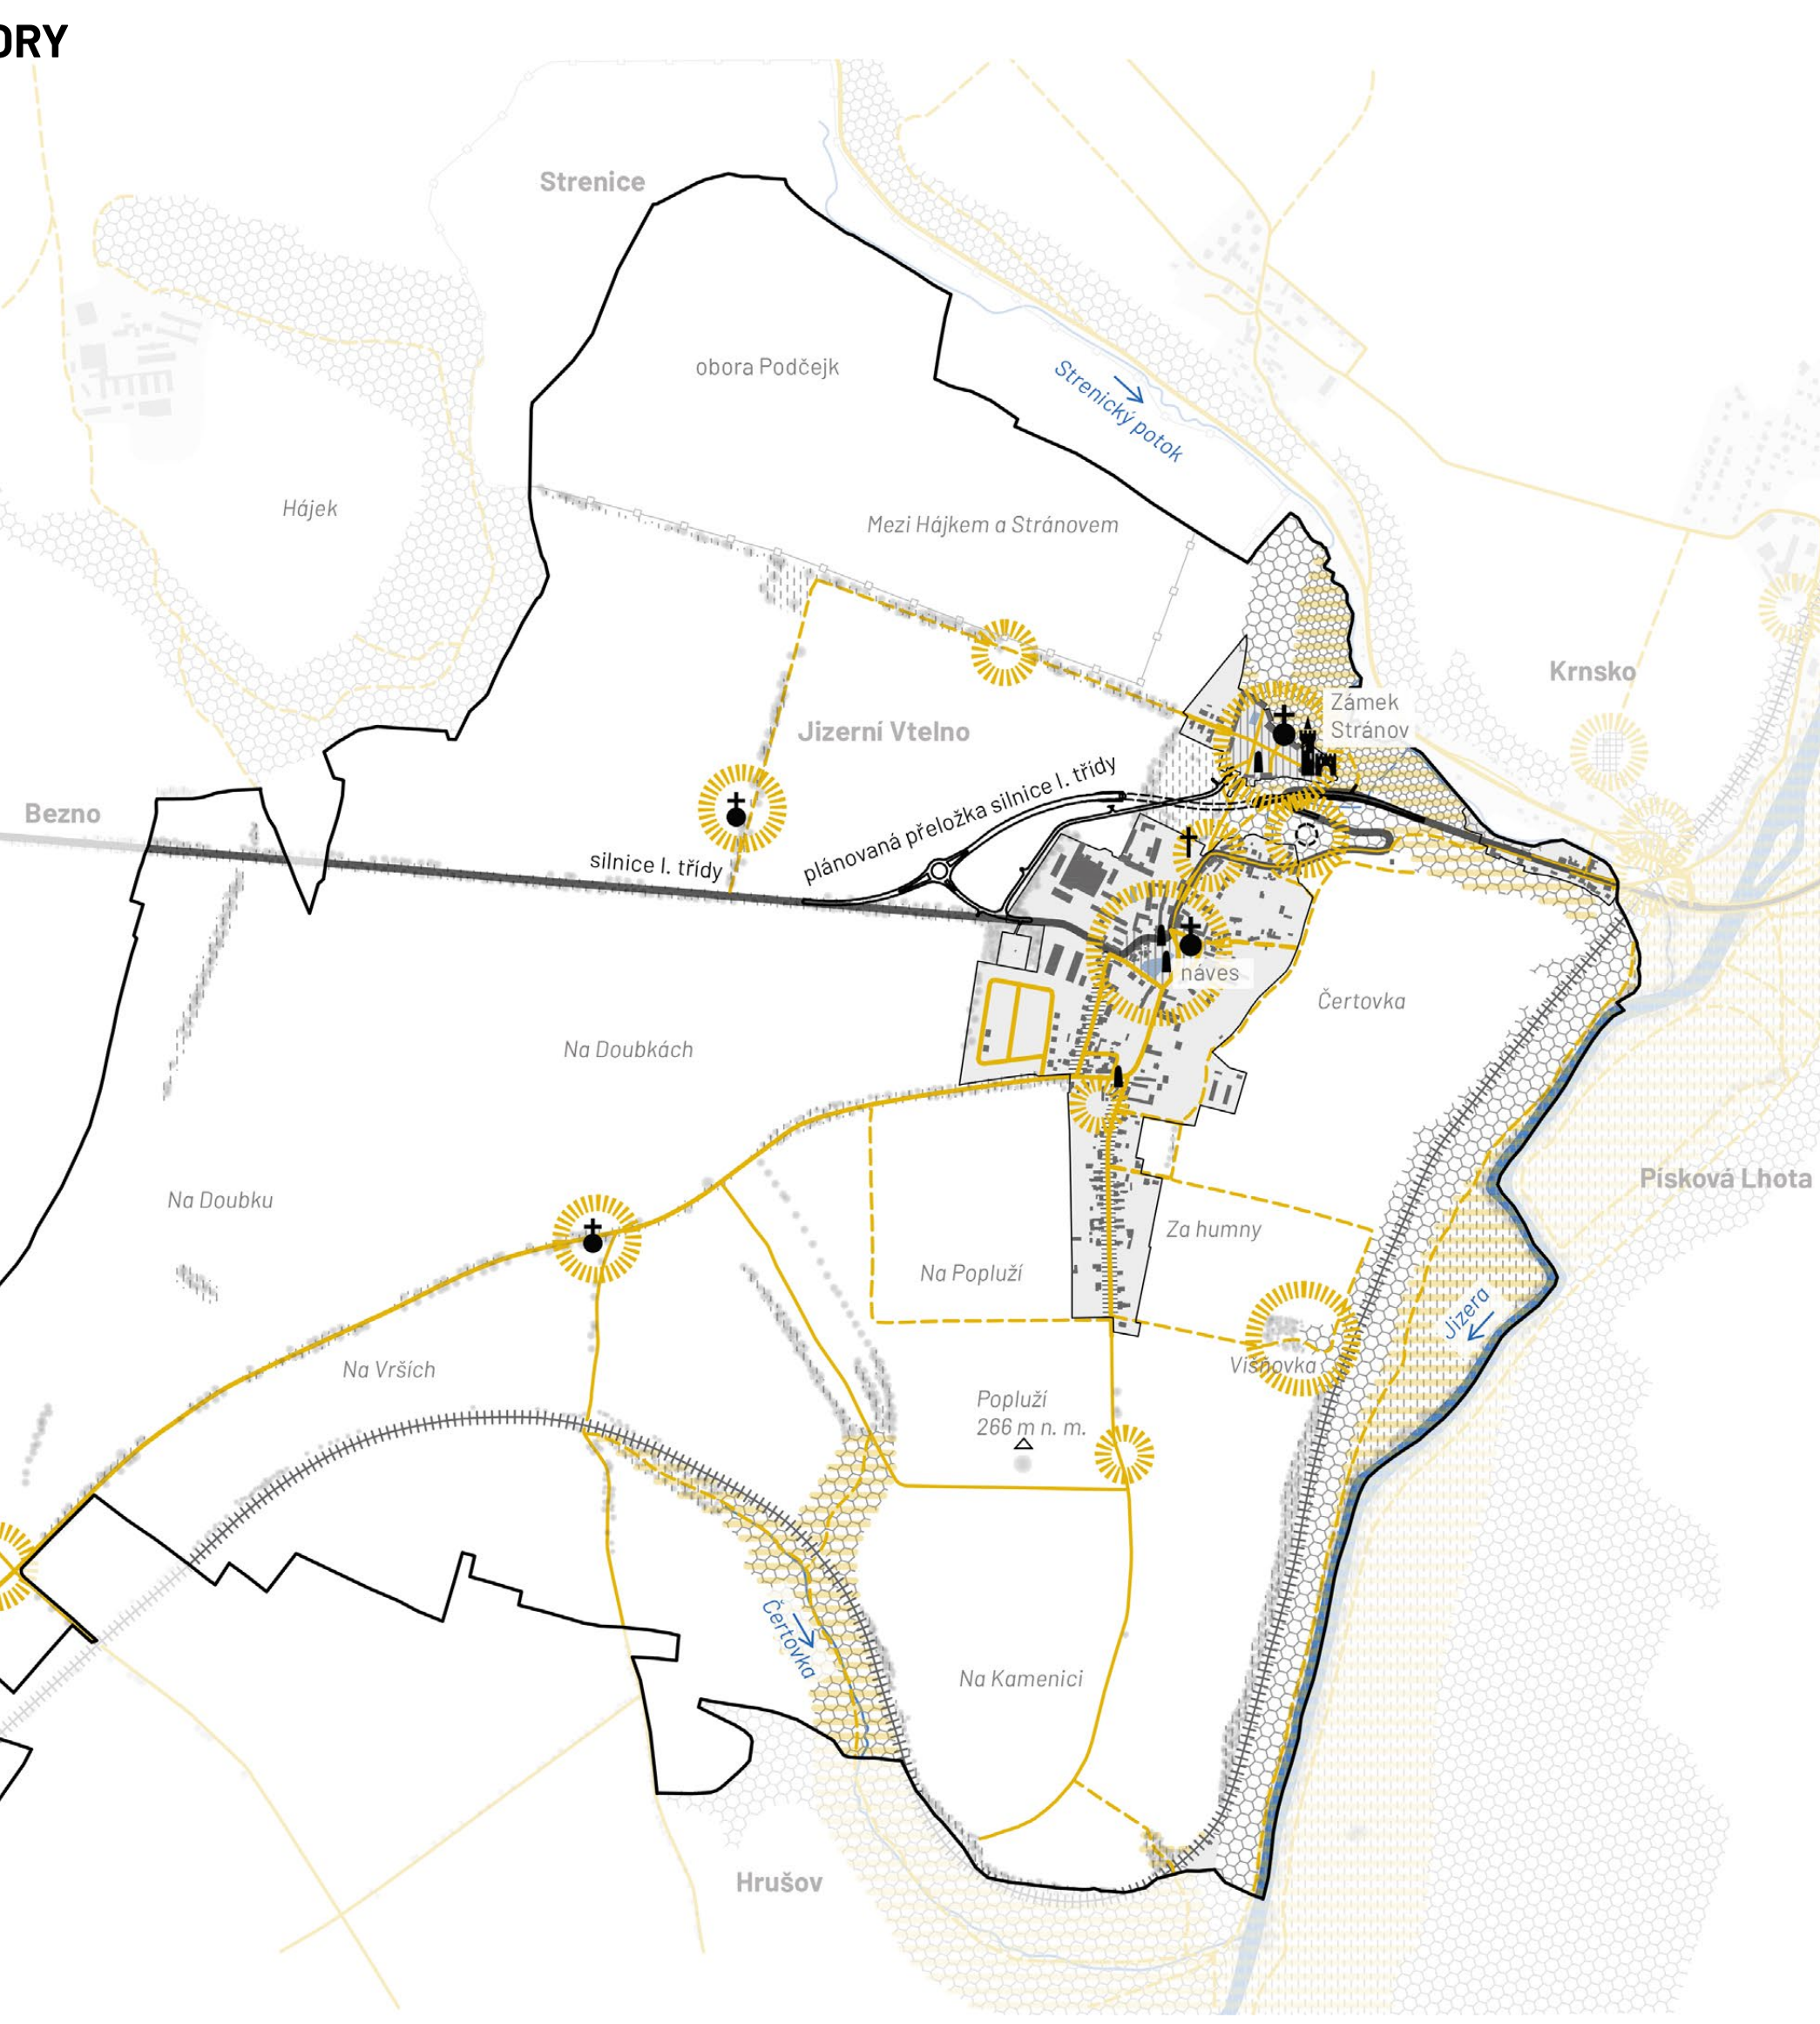 ORY
Strenice
obora Podčejk
Strenický potok
Hájek
Mezi Hájkem a Stránovem
Krnsko
Zámek
Stránov
Jizerní Vtelno
Bezno
plánovaná přeložka silnice I. třídy
silnice I. třídy
náves
Čertovka
Na Doubkách
Písková Lhota
Na Doubku
Za humny
Na Popluží
Jizera
Višňovka
Na Vrších
Popluží
266 m n. m.
Čertovka
Na Kamenici
Hrušov